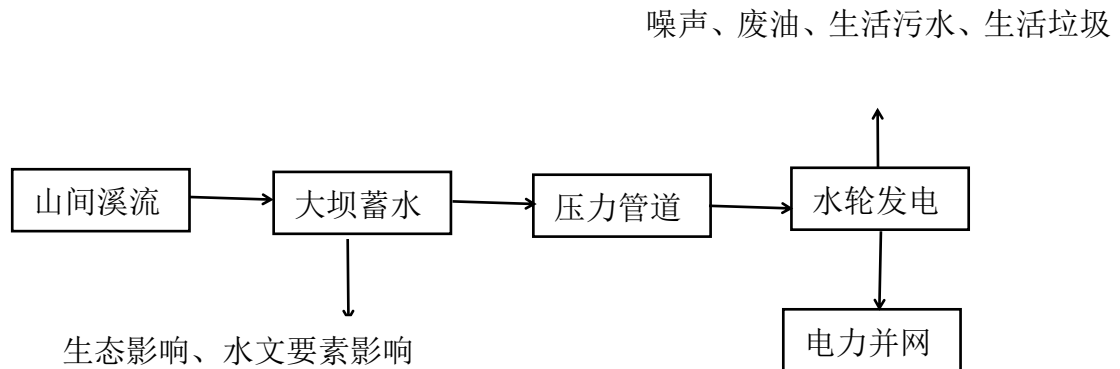 噪声、废油、生活污水、生活垃圾
山间溪流
大坝蓄水
压力管道
水轮发电
生态影响、水文要素影响
电力并网